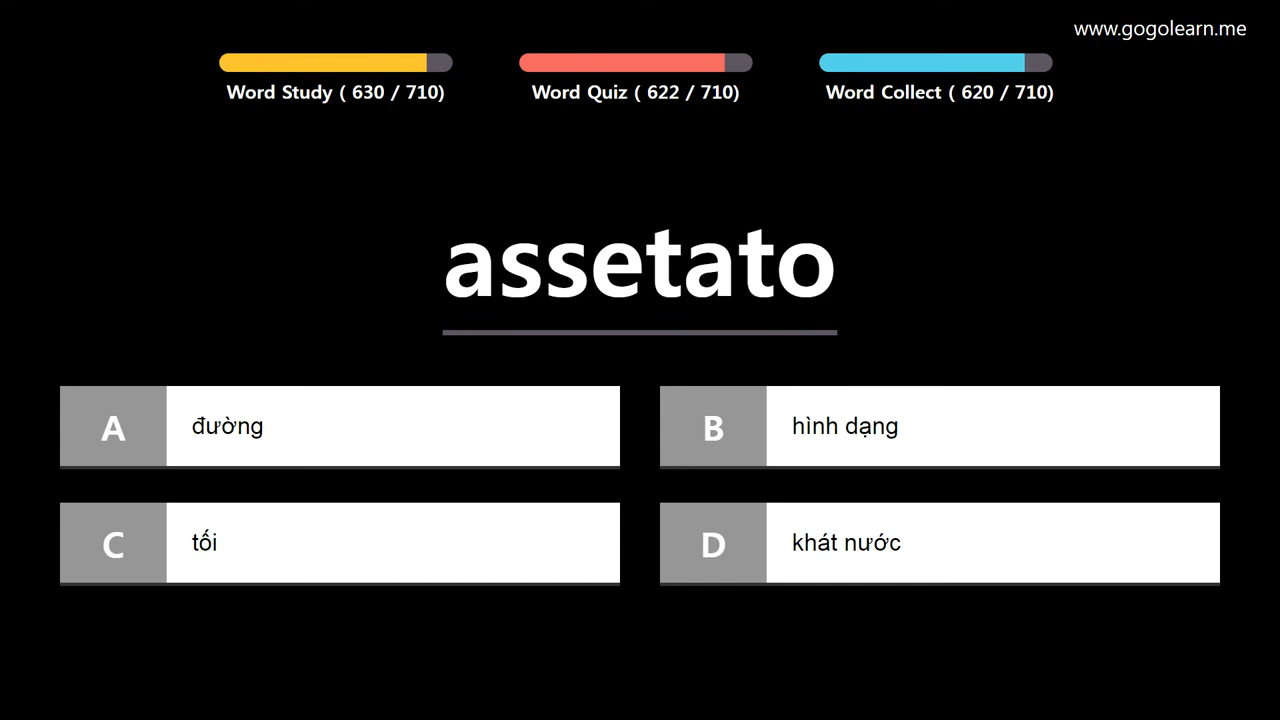 www.gogolearn.me
Word Study ( 630 / 710)
Word Quiz ( 622 / 710)
Word Collect ( 620 / 710)
assetato
A đường
B hình dạng
C tối
D khát nước